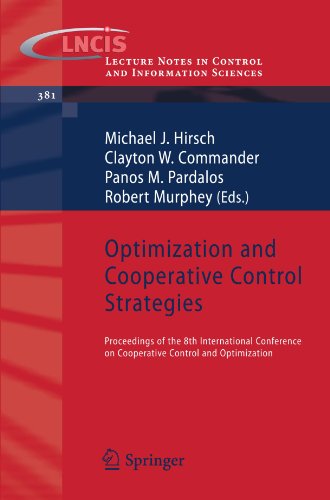 LNCIS
LECTURE NOTES IN CONTROL
AND INFORMATION SCIENCES
381
Michael J. Hirsch
Clayton W. Commander
Panos M. Pardalos
Robert Murphey (Eds.)
Optimization and
Cooperative Control
Strategies
Proceedings of the 8th International Conference
on Cooperative Control and Optimization
Springer